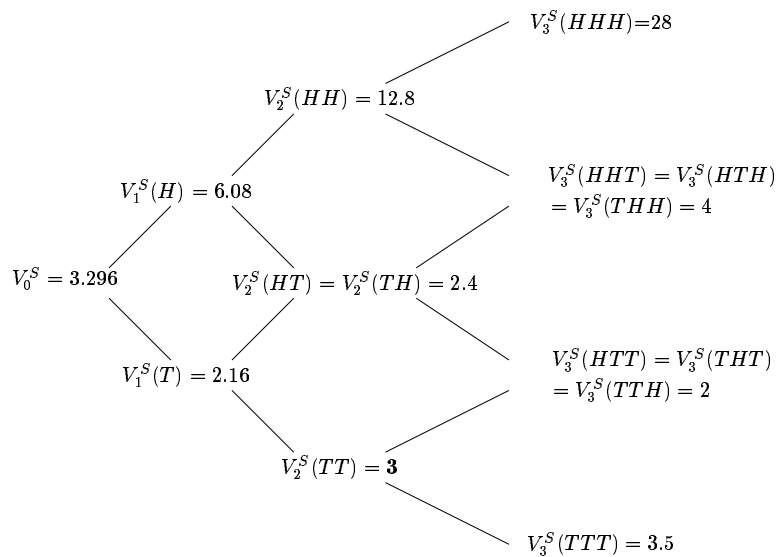 V_3^S(HHH)=28
V_2^S(HH) = 12.8
V_3^S(HHT) = V_3^S(HTH)
= V_3^S(THH) = 4
V_1^S(H) = 6.08
V_0^S = 3.296
V_2^S(HT) = V_2^S(TH) = 2.4
V_3^S(HTT) = V_3^S(THT)
= V_3^S(TTH) = 2
V_1^S(T) = 2.16
V_2^S(TT) = 3
V_3^S(TTT) = 3.5